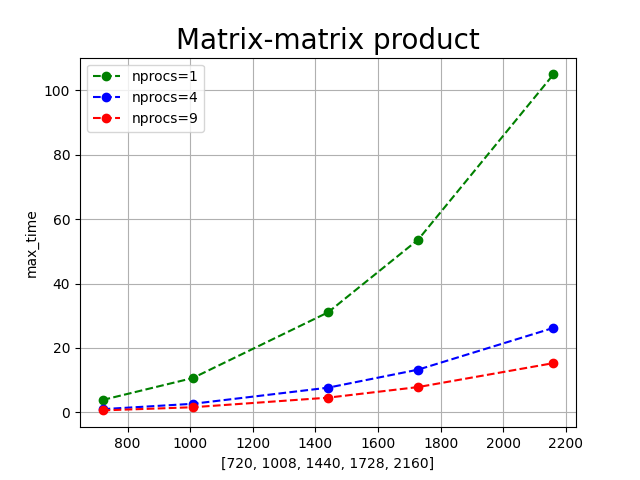 Matrix-matrix product
nprocs=1
nprocs=4
nprocs=9
100
80
60
40
20
0
max_time
800 1000 1200 1400 1600 1800 2000 2200
[720, 1008, 1440, 1728, 2160]